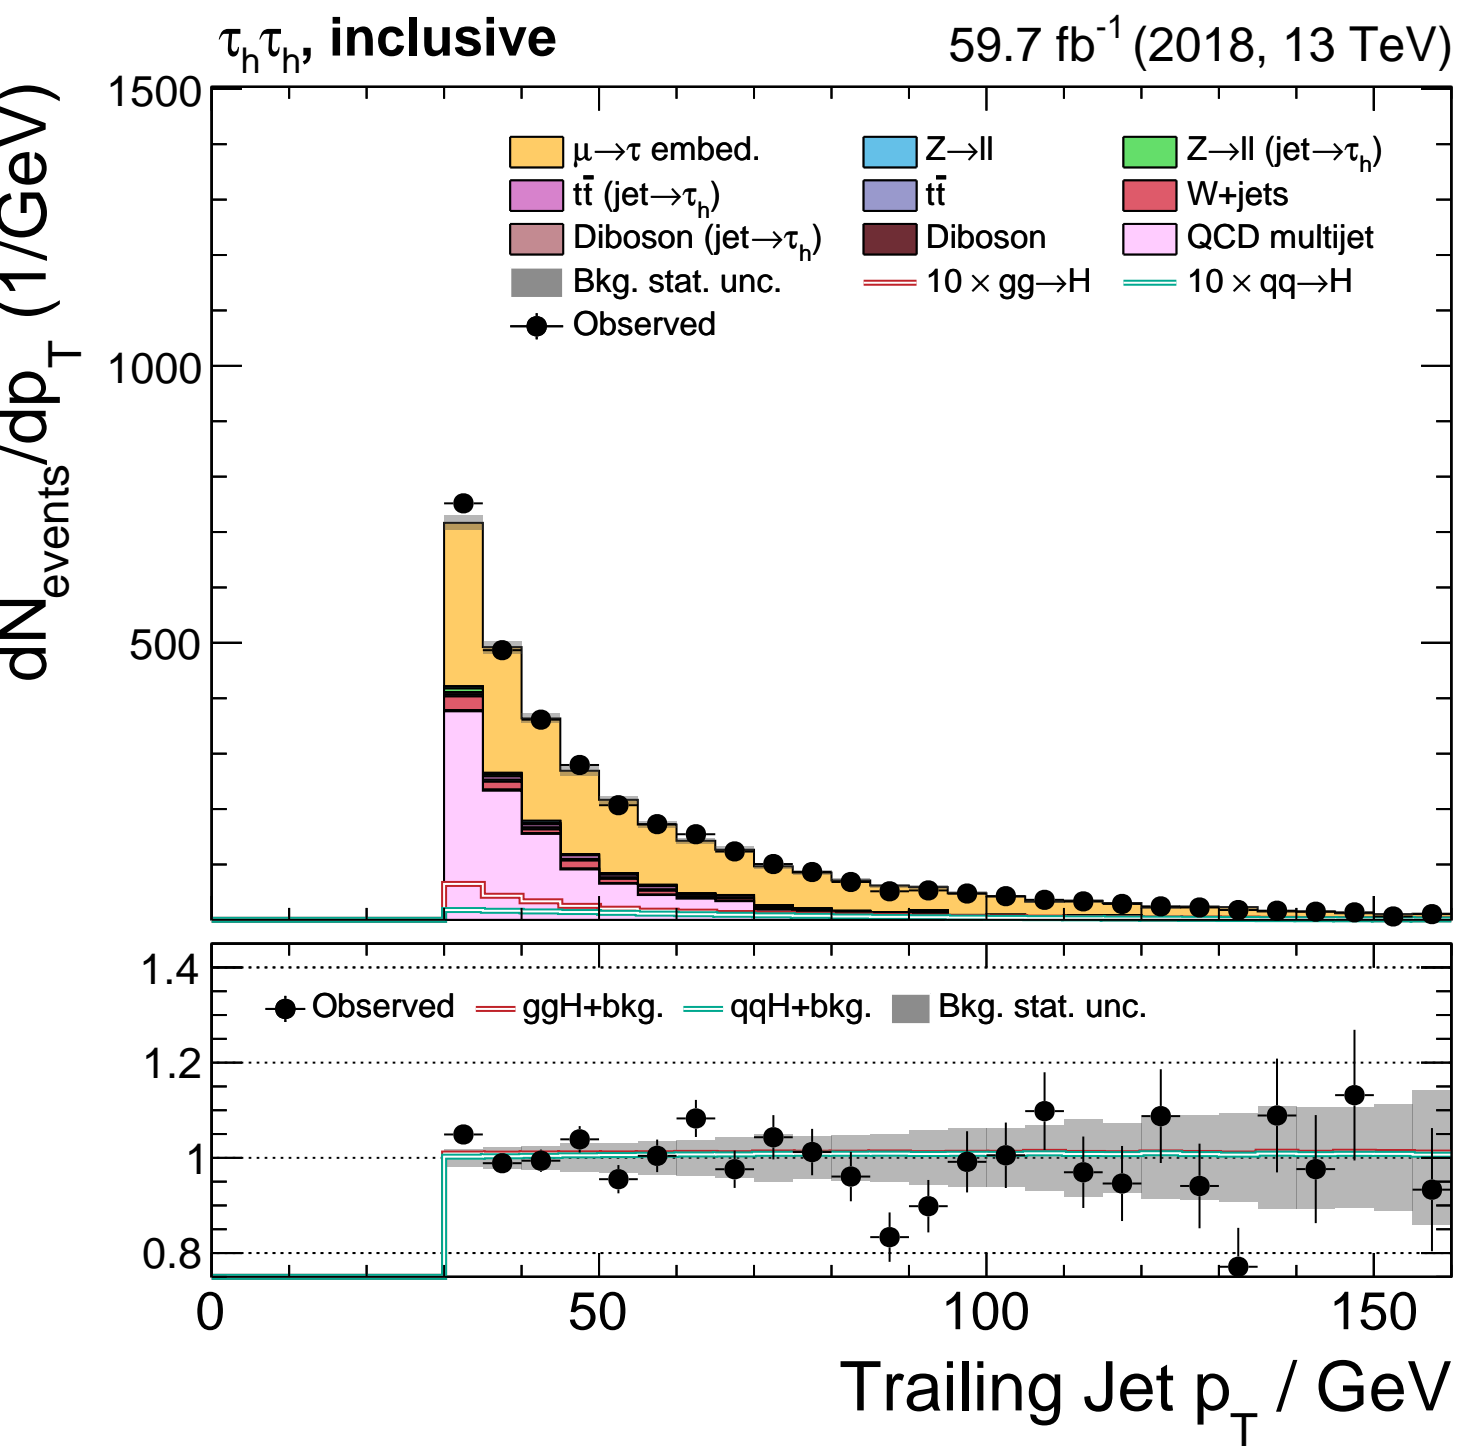 τhτh, inclusive 59.7 fb-1 (2018, 13 TeV)
dNevents/dpT (1/GeV)
1500
1000
500
μ→τ embed. Z→ll Z→ll (jet→τh)
tt̄ (jet→τh) tt̄ W+jets
Diboson (jet→τh) Diboson QCD multijet
Bkg. stat. unc. 10 × gg→H 10 × qq→H
Observed
1.4
1.2
1
0.8
Observed ggH+bkg. qqH+bkg. Bkg. stat. unc.
0 50 100 150
Trailing Jet pT / GeV